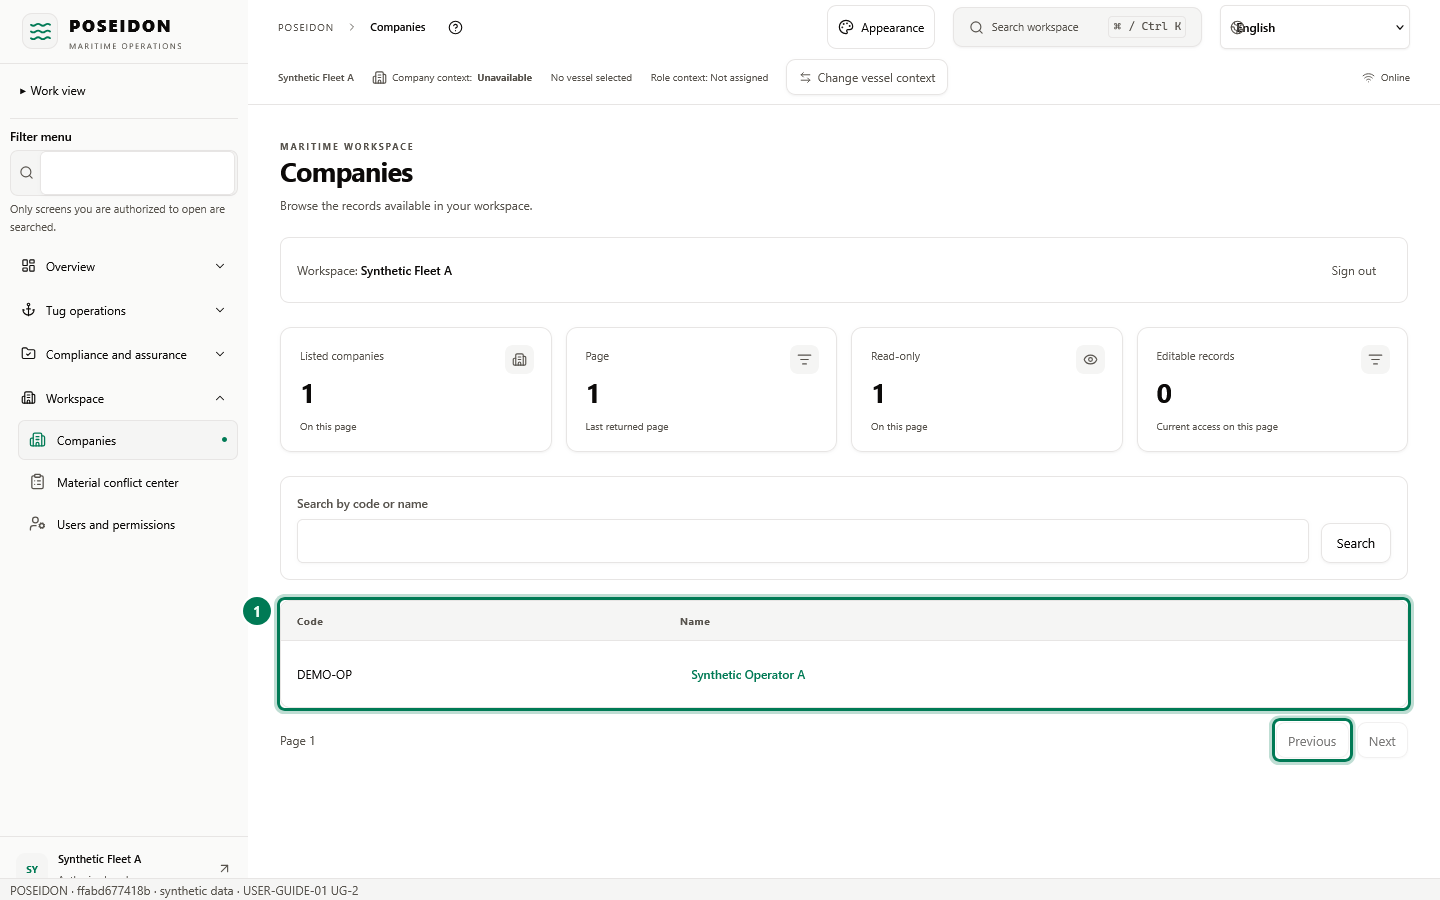 POSEIDON
MARITIME OPERATIONS
Work view
Filter menu
Only screens you are authorized to open are
searched.
Overview
Tug operations
Compliance and assurance
Workspace
Companies
Material conflict center
Users and permissions
SY
Synthetic Fleet A
POSEIDON
Companies
Appearance
Search workspace
⌘ / Ctrl K
English
Synthetic Fleet A
Company context: Unavailable
No vessel selected
Role context: Not assigned
Change vessel context
Online
MARITIME WORKSPACE
Companies
Browse the records available in your workspace.
Workspace: Synthetic Fleet A
Sign out
Listed companies
1
On this page
Page
1
Last returned page
Read-only
1
On this page
Editable records
0
Current access on this page
Search by code or name
Search
1
Code Name
DEMO-OP Synthetic Operator A
Page 1
Previous
Next
POSEIDON · ffabd677418b · synthetic data · USER-GUIDE-01 UG-2